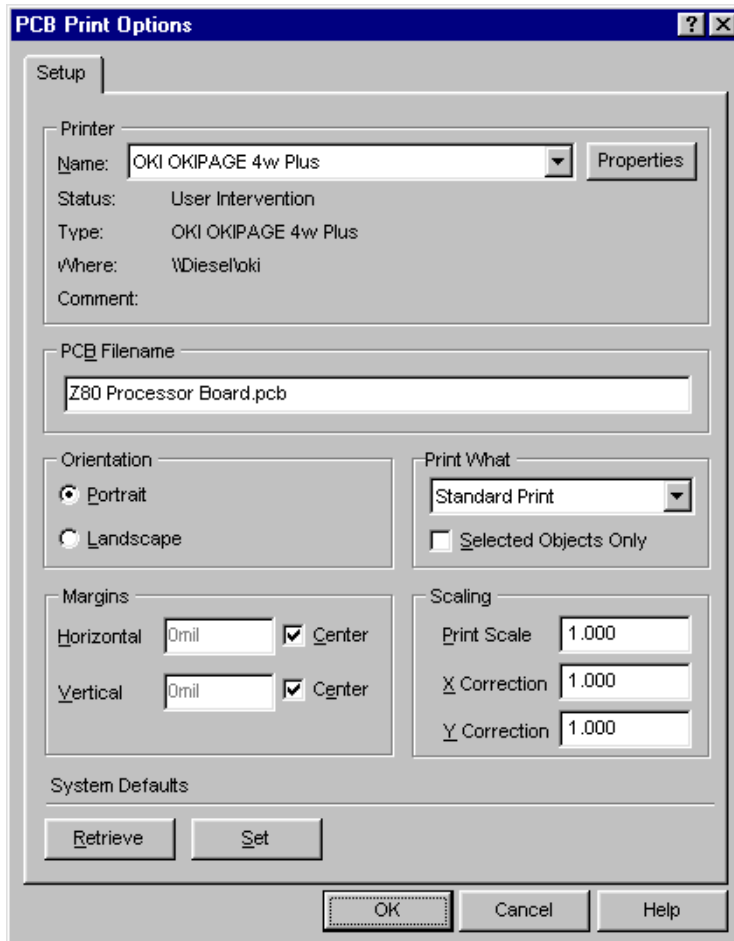 PCB Print Options
Setup
Printer
Name: OKI OKIPAGE 4w Plus Properties
Status: User Intervention
Type: OKI OKIPAGE 4w Plus
Where: \\Diesel\oki
Comment:
PCB Filename
Z80 Processor Board.pcb
Orientation
Portrait
Landscape
Print What
Standard Print
Selected Objects Only
Margins
Horizontal 0mil Center
Vertical 0mil Center
Scaling
Print Scale 1.000
X Correction 1.000
Y Correction 1.000
System Defaults
Retrieve Set
OK Cancel Help